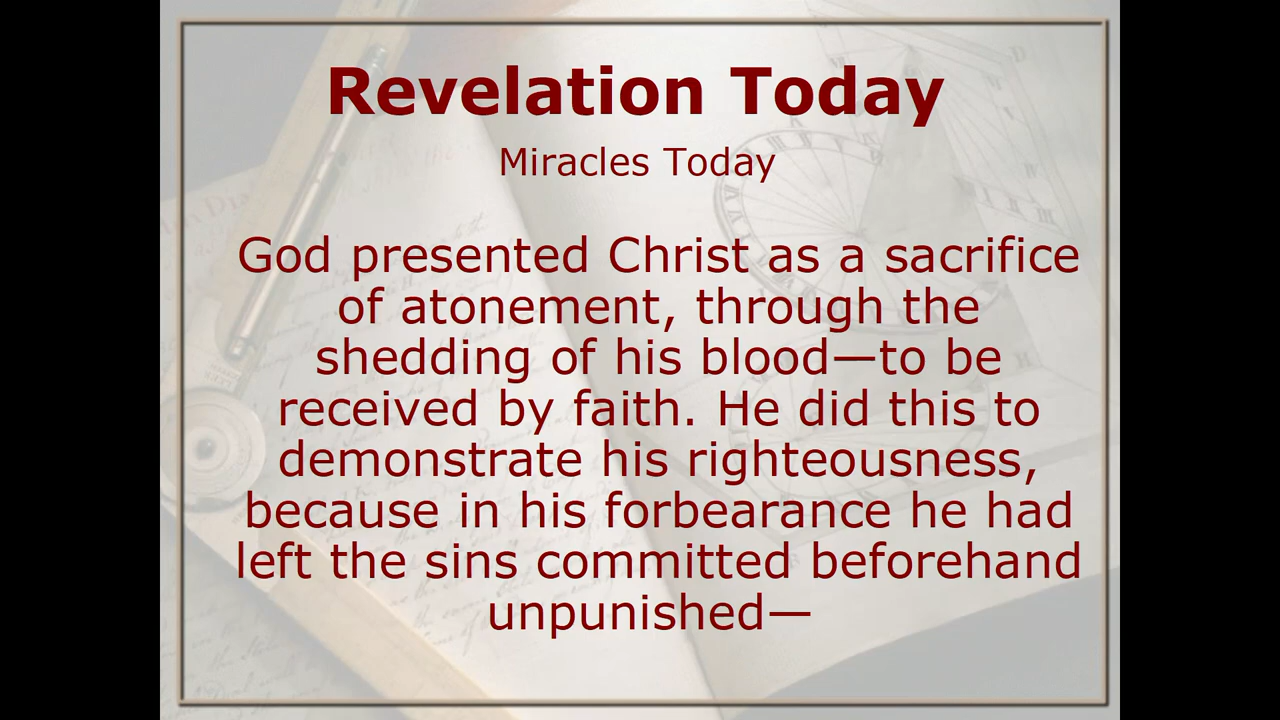 Revelation Today
Miracles Today
God presented Christ as a sacrifice
of atonement, through the
shedding of his blood—to be
received by faith. He did this to
demonstrate his righteousness,
because in his forbearance he had
left the sins committed beforehand
unpunished—